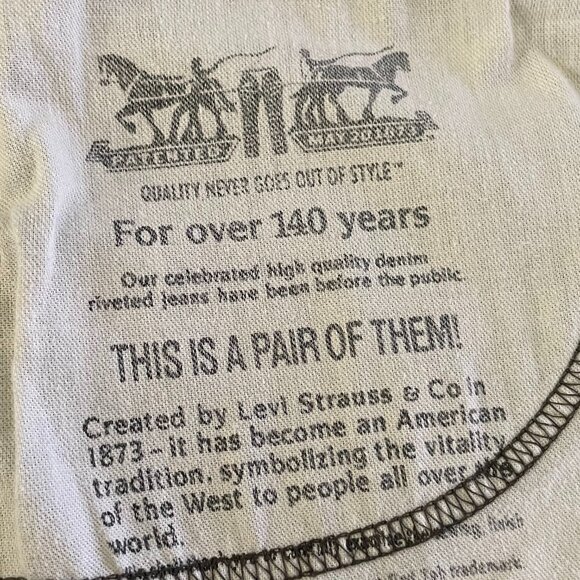 PATENTED MAY 20 1873
QUALITY NEVER GOES OUT OF STYLE™
For over 140 years
Our celebrated high quality denim
riveted jeans have been before the public.
THIS IS A PAIR OF THEM!
Created by Levi Strauss & Co in
1873 - it has become an American
tradition, symbolizing the vitality
of the West to people all over the
world.
finish
trademark.